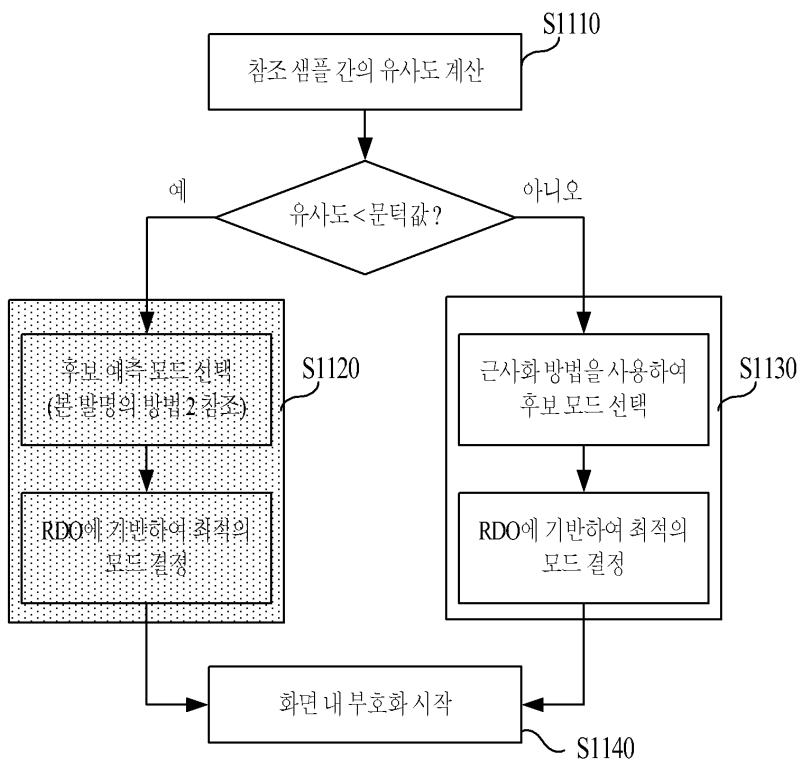 S1110
참조 샘플 간의 유사도 계산
예
아니오
유사도 < 문턱값 ?
후보 예측 모드 선택
(본 발명의 방법 2 참조)
S1120
RDO에 기반하여 최적의
모드 결정
근사화 방법을 사용하여
후보 모드 선택
S1130
RDO에 기반하여 최적의
모드 결정
화면 내 부호화 시작
S1140